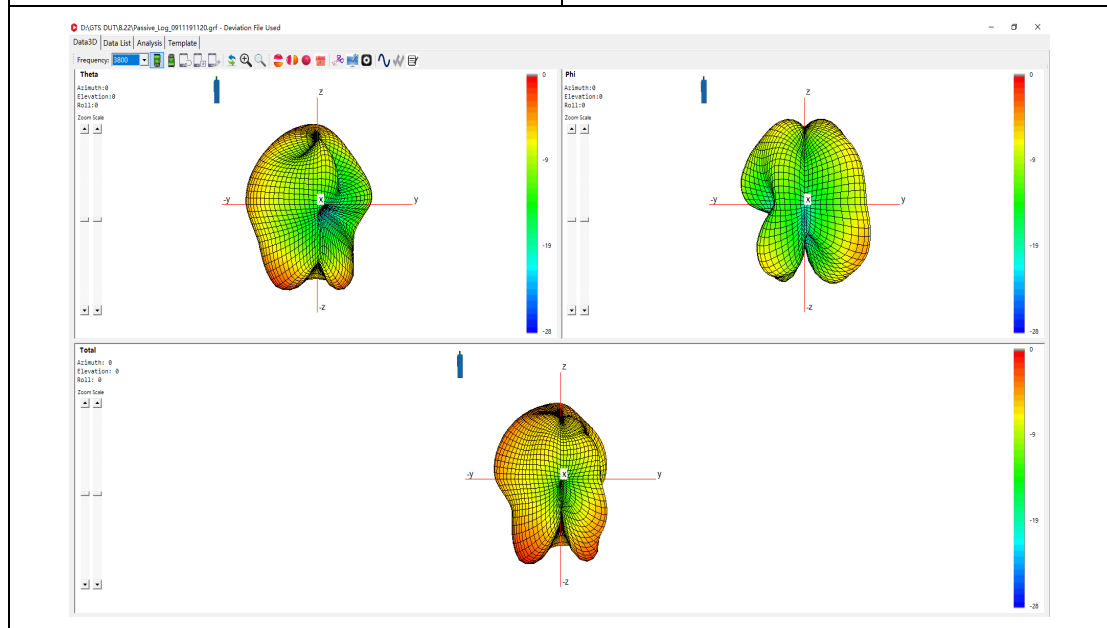 D:\GTS DUT\8.22\Passive_Log_0911191120.grf - Deviation File Used
Data3D Data List Analysis Template
Frequency: 3800
Theta
Azimuth:0
Elevation:0
Roll:0
Zoom Scale
z
-y
x
y
-z
0
-9
-19
-28
Phi
Azimuth:0
Elevation:0
Roll:0
Zoom Scale
z
-y
x
y
-z
0
-9
-19
-28
Total
Azimuth: 0
Elevation: 0
Roll: 0
Zoom Scale
z
-y
x
y
-z
0
-9
-19
-28